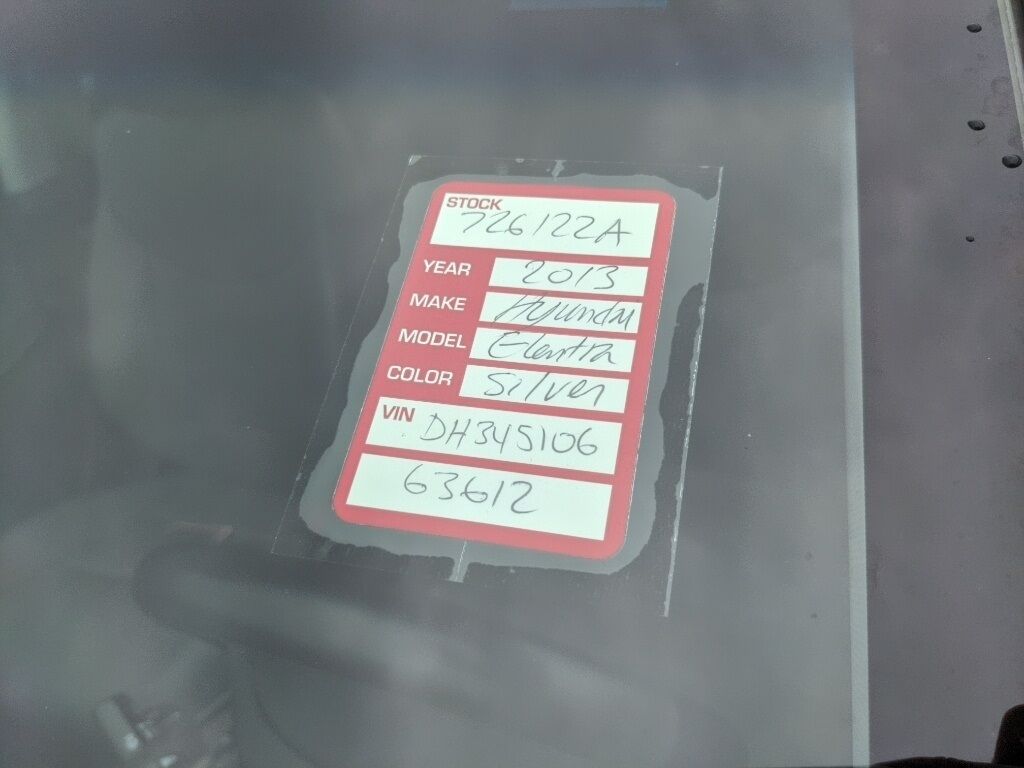 STOCK
726122A
YEAR 2013
MAKE Hyundai
MODEL Elantra
COLOR Silver
VIN DH345106
63612